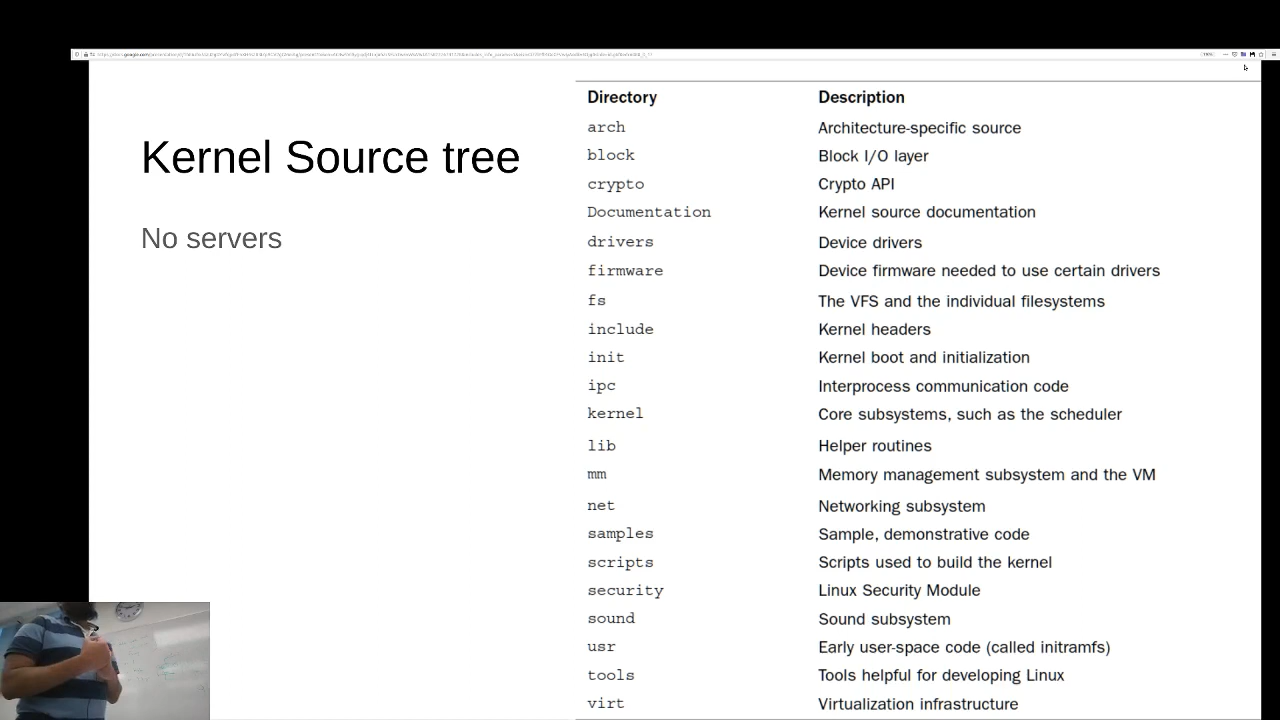 Kernel Source tree
No servers
Directory Description
arch Architecture-specific source
block Block I/O layer
crypto Crypto API
Documentation Kernel source documentation
drivers Device drivers
firmware Device firmware needed to use certain drivers
fs The VFS and the individual filesystems
include Kernel headers
init Kernel boot and initialization
ipc Interprocess communication code
kernel Core subsystems, such as the scheduler
lib Helper routines
mm Memory management subsystem and the VM
net Networking subsystem
samples Sample, demonstrative code
scripts Scripts used to build the kernel
security Linux Security Module
sound Sound subsystem
usr Early user-space code (called initramfs)
tools Tools helpful for developing Linux
virt Virtualization infrastructure